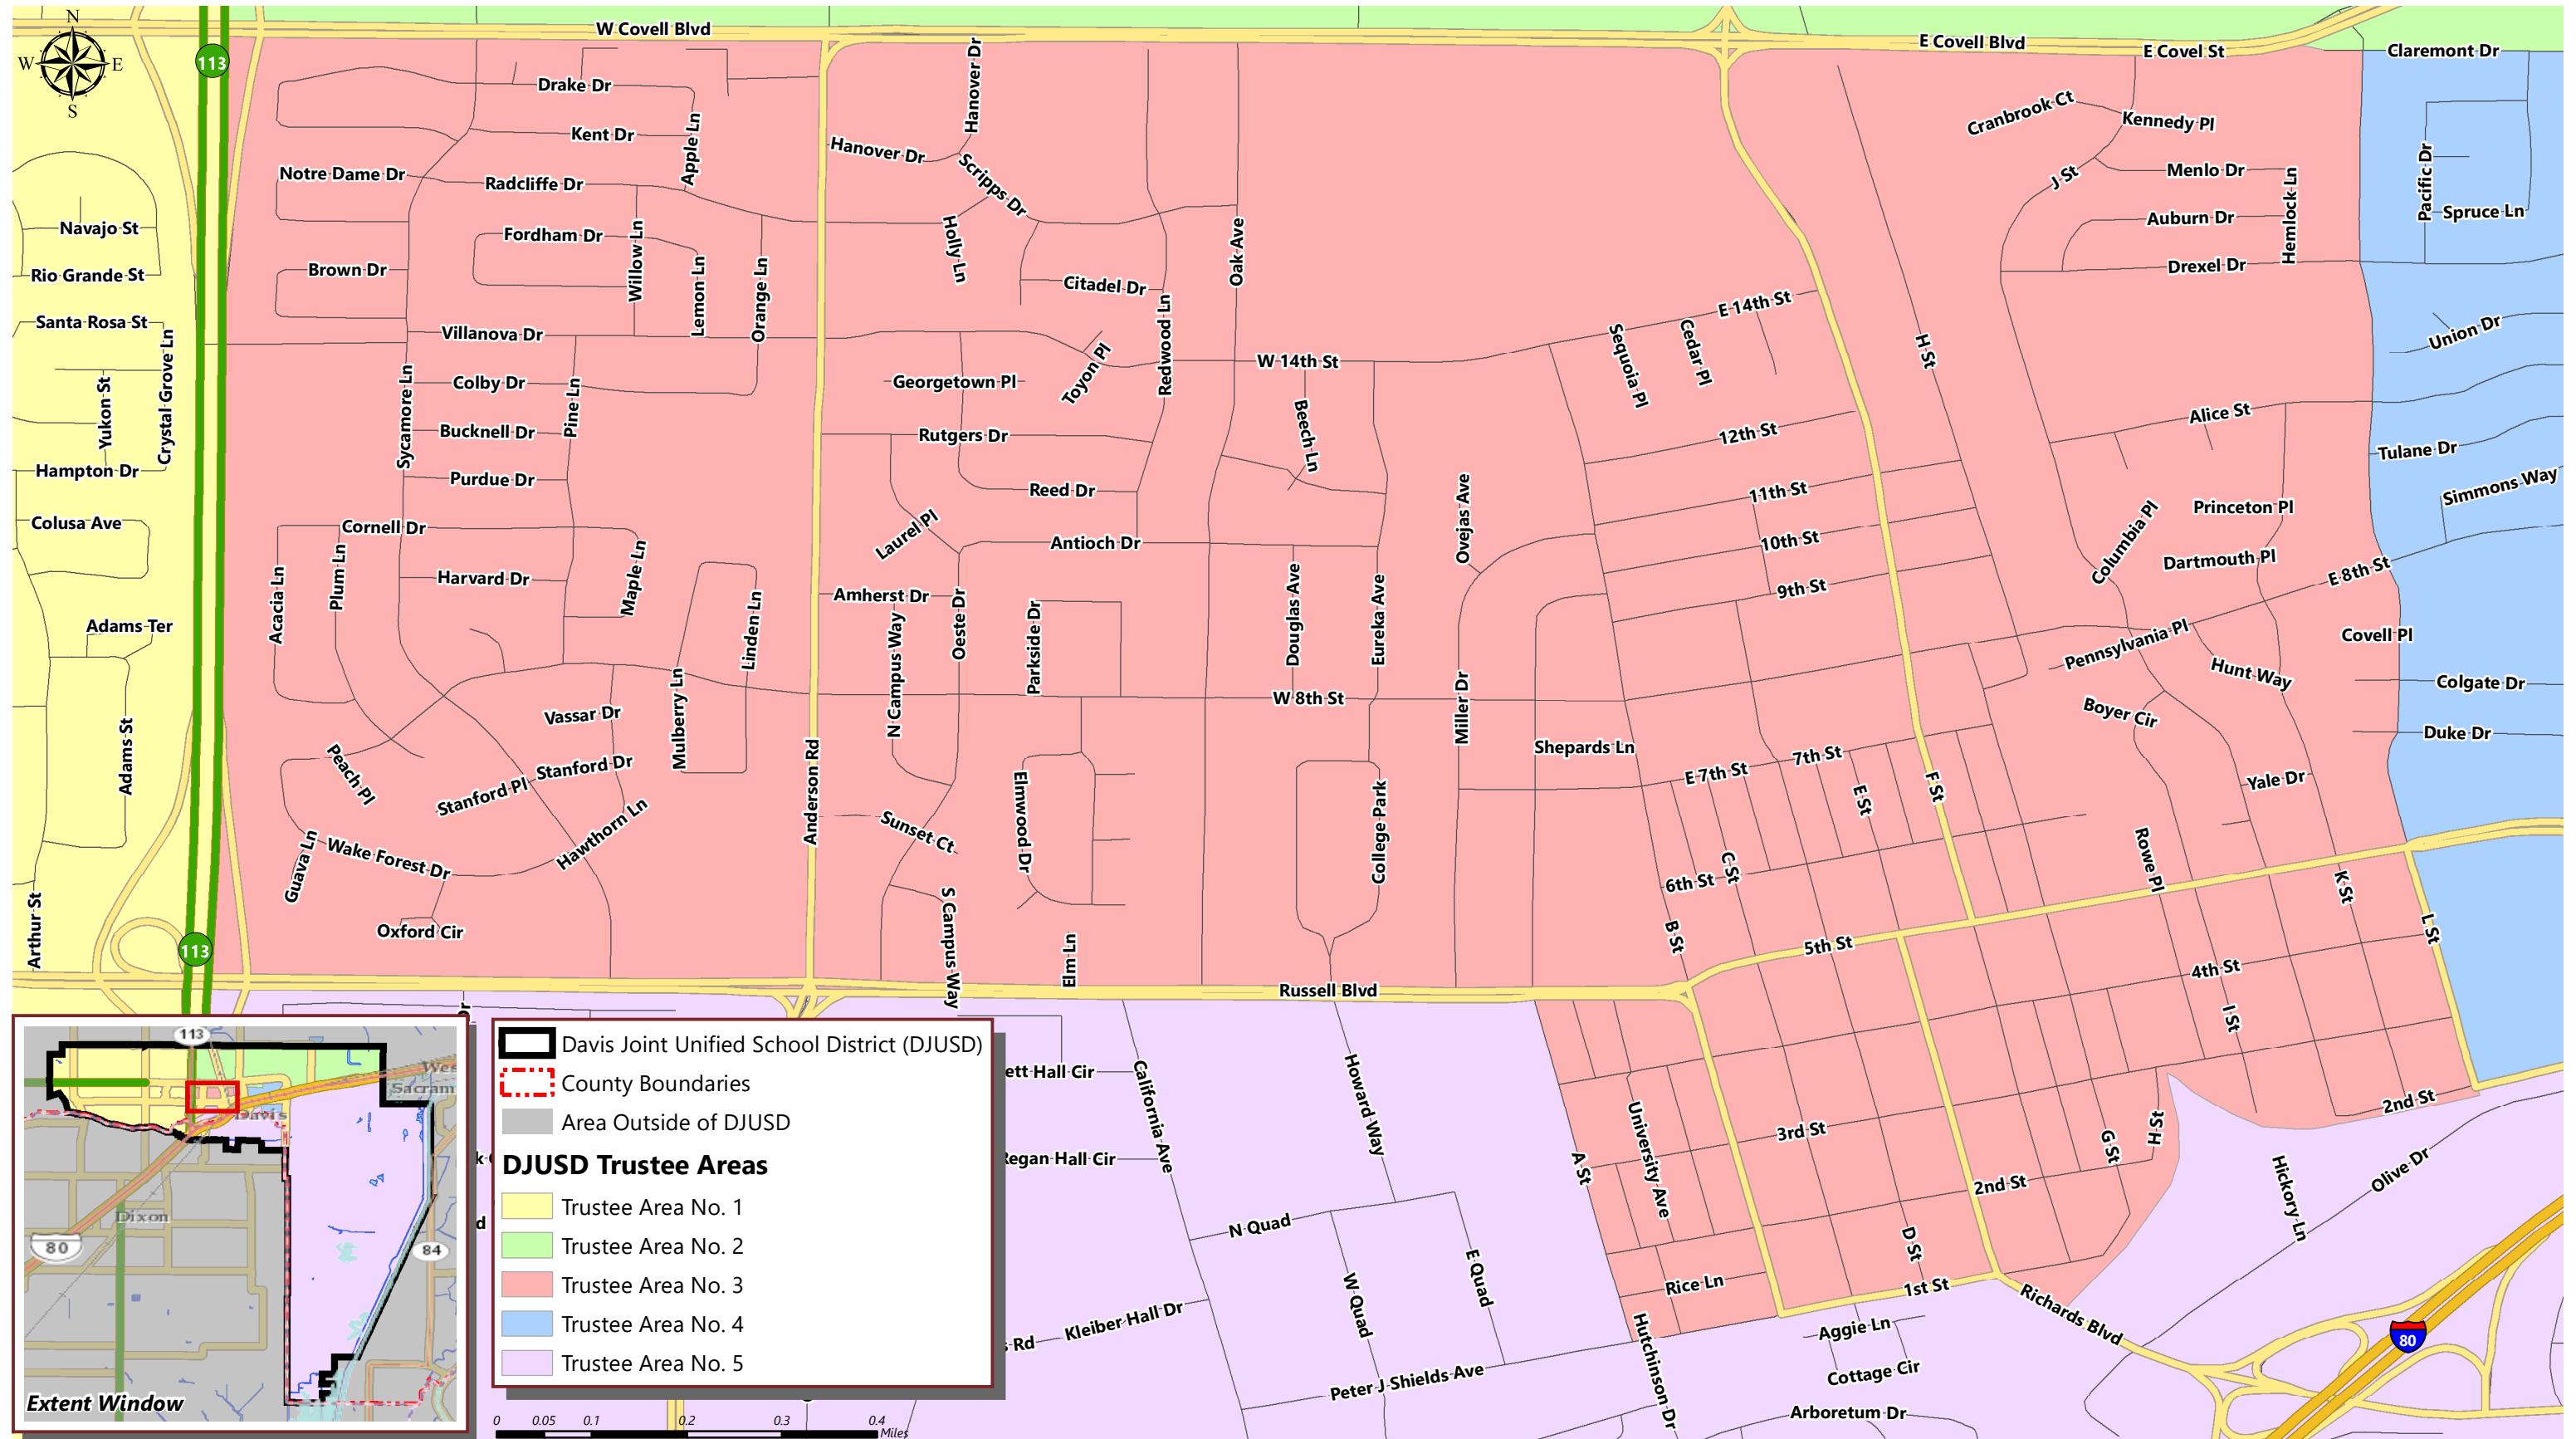 W Covell Blvd
E Covell Blvd
E Covel St
Claremont Dr
N
W
E
S
113
Drake Dr
Hanover Dr
Cranbrook Ct
Kennedy Pl
Kent Dr
Apple Ln
Hanover Dr
Scripps Dr
Notre Dame Dr
Radcliffe Dr
J St
Menlo Dr
Hemlock Ln
Pacific Dr
Spruce Ln
Auburn Dr
Navajo St
Fordham Dr
Willow Ln
Holly Ln
Oak Ave
Rio Grande St
Brown Dr
Lemon Ln
Orange Ln
Citadel Dr
Drexel Dr
Santa Rosa St
Crystal Grove Ln
Villanova Dr
Redwood Ln
E 14th St
Sequoia Pl
Cedar Pl
H St
Union Dr
W 14th St
Toyon Pl
Georgetown Pl
Yukon St
Sycamore Ln
Colby Dr
Pine Ln
Beech Ln
Alice St
Bucknell Dr
Rutgers Dr
12th St
Tulane Dr
Hampton Dr
Purdue Dr
Reed Dr
11th St
Simmons Way
Colusa Ave
Cornell Dr
Laurel Pl
Antioch Dr
Ovejas Ave
10th St
Columbia Pl
Princeton Pl
Dartmouth Pl
E 8th St
Acacia Ln
Plum Ln
Harvard Dr
Maple Ln
Linden Ln
Amherst Dr
Oeste Dr
N Campus Way
Parkside Dr
Douglas Ave
Eureka Ave
9th St
Adams Ter
Covell Pl
Pennsylvania Pl
Hunt Way
Colgate Dr
Mulberry Ln
W 8th St
Miller Dr
Adams St
Vassar Dr
Boyer Cir
Duke Dr
Shepards Ln
Peach Pl
Stanford Pl
Stanford Dr
Anderson Rd
E 7th St
7th St
E St
F St
Yale Dr
Hawthorn Ln
Sunset Ct
Elmwood Dr
College Park
Guava Ln
Wake Forest Dr
C St
6th St
Rowe Pl
K St
Arthur St
Oxford Cir
S Campus Way
Elm Ln
B St
5th St
L St
113
4th St
Russell Blvd
I St
ett Hall Cir
California Ave
Howard Way
University Ave
3rd St
G St
H St
2nd St
Regan Hall Cir
A St
2nd St
Hickory Ln
Olive Dr
N Quad
E Quad
W Quad
D St
Rice Ln
1st St
Richards Blvd
Kleiber Hall Dr
s Rd
Hutchinson Dr
Aggie Ln
Cottage Cir
80
Peter J Shields Ave
Arboretum Dr
113
Sacram
Davis
Dixon
80
84
Extent Window
Davis Joint Unified School District (DJUSD)
County Boundaries
Area Outside of DJUSD
DJUSD Trustee Areas
Trustee Area No. 1
Trustee Area No. 2
Trustee Area No. 3
Trustee Area No. 4
Trustee Area No. 5
0 0.05 0.1 0.2 0.3 0.4
Miles